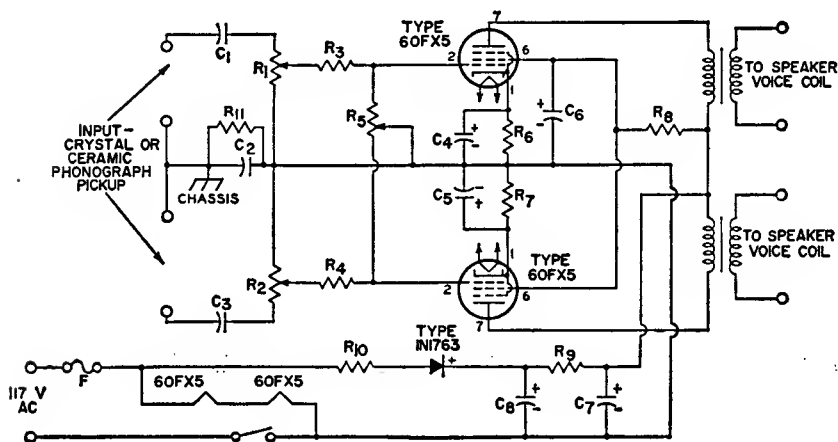 7
TYPE
60FX5
C1
R1
R3
2
6
1
R8
TO SPEAKER
VOICE COIL
INPUT-
CRYSTAL OR
CERAMIC
PHONOGRAPH
PICKUP
R11
C2
CHASSIS
R5
C4
+
-
R6
+
-
C6
C5
-
+
R7
R2
R4
C3
1
TYPE
60FX5
2
6
7
TO SPEAKER
VOICE COIL
117 V
AC
F
60FX5
60FX5
R10
TYPE
IN1763
+
R9
C8
+
-
C7
+
-